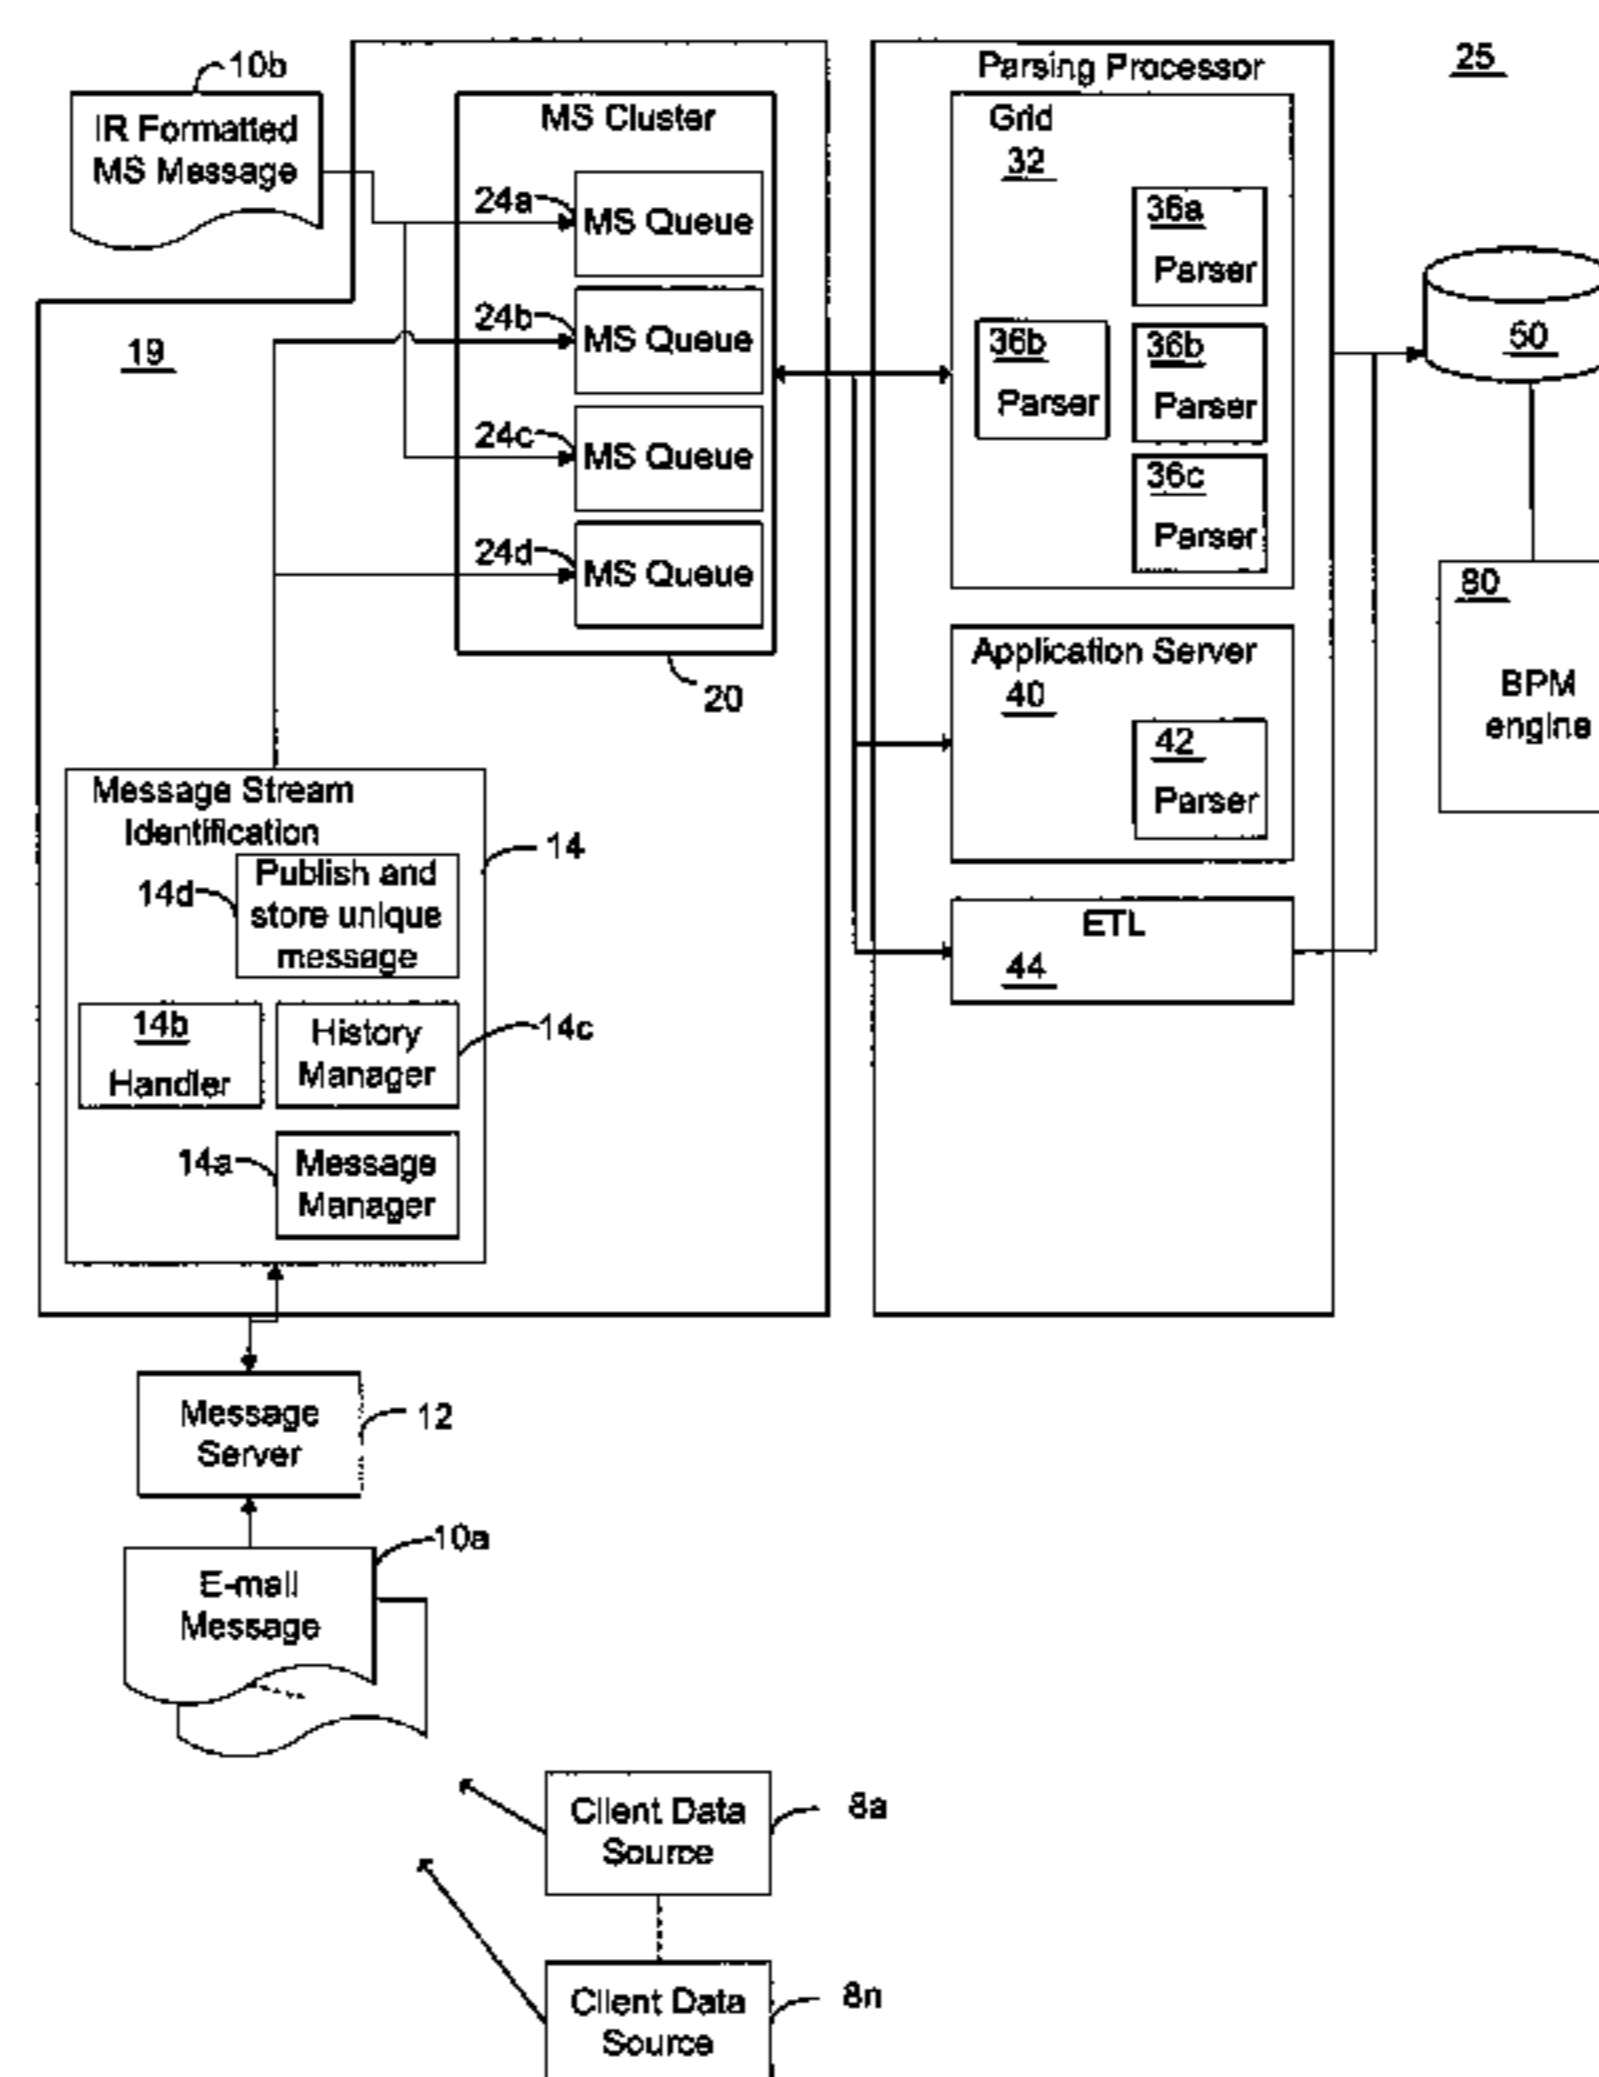 10b
IR Formatted
MS Message
19
MS Cluster
24a
MS Queue
24b
MS Queue
24c
MS Queue
24d
MS Queue
20
Message Stream
Identification
14
14d
Publish and
store unique
message
14b
Handler
History
Manager
14c
14a
Message
Manager
Message
Server
12
10a
E-mail
Message
Client Data
Source
8a
Client Data
Source
8n
Parsing Processor
Grid
32
36a
Parser
36b
Parser
36b
Parser
36c
Parser
Application Server
40
42
Parser
ETL
44
25
50
80
BPM
engine